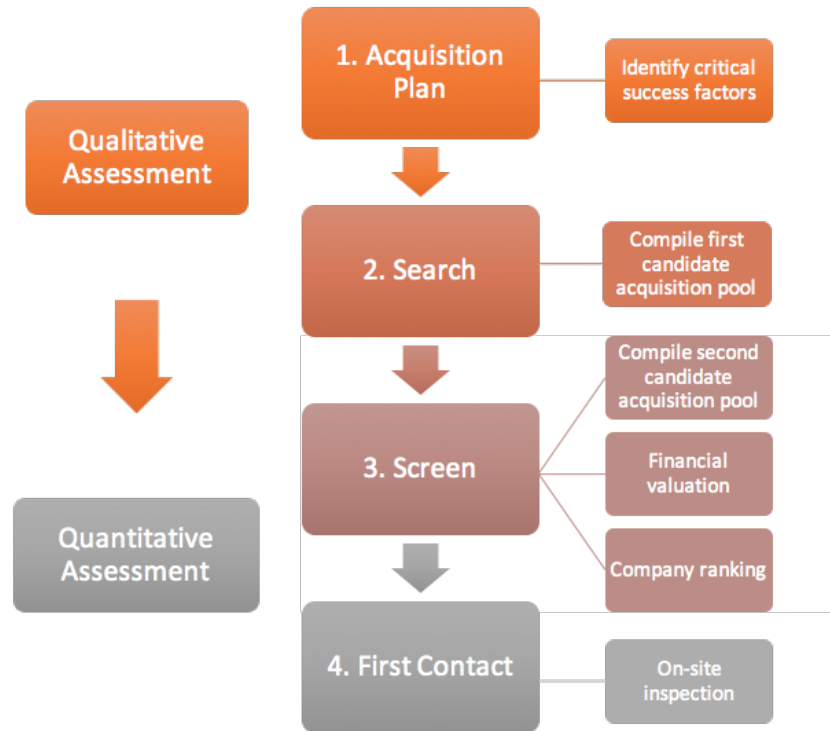 Qualitative
Assessment
Quantitative
Assessment
1. Acquisition
Plan
Identify critical
success factors
2. Search
Compile first
candidate
acquisition pool
3. Screen
Compile second
candidate
acquisition pool
Financial
valuation
Company ranking
4. First Contact
On-site
inspection